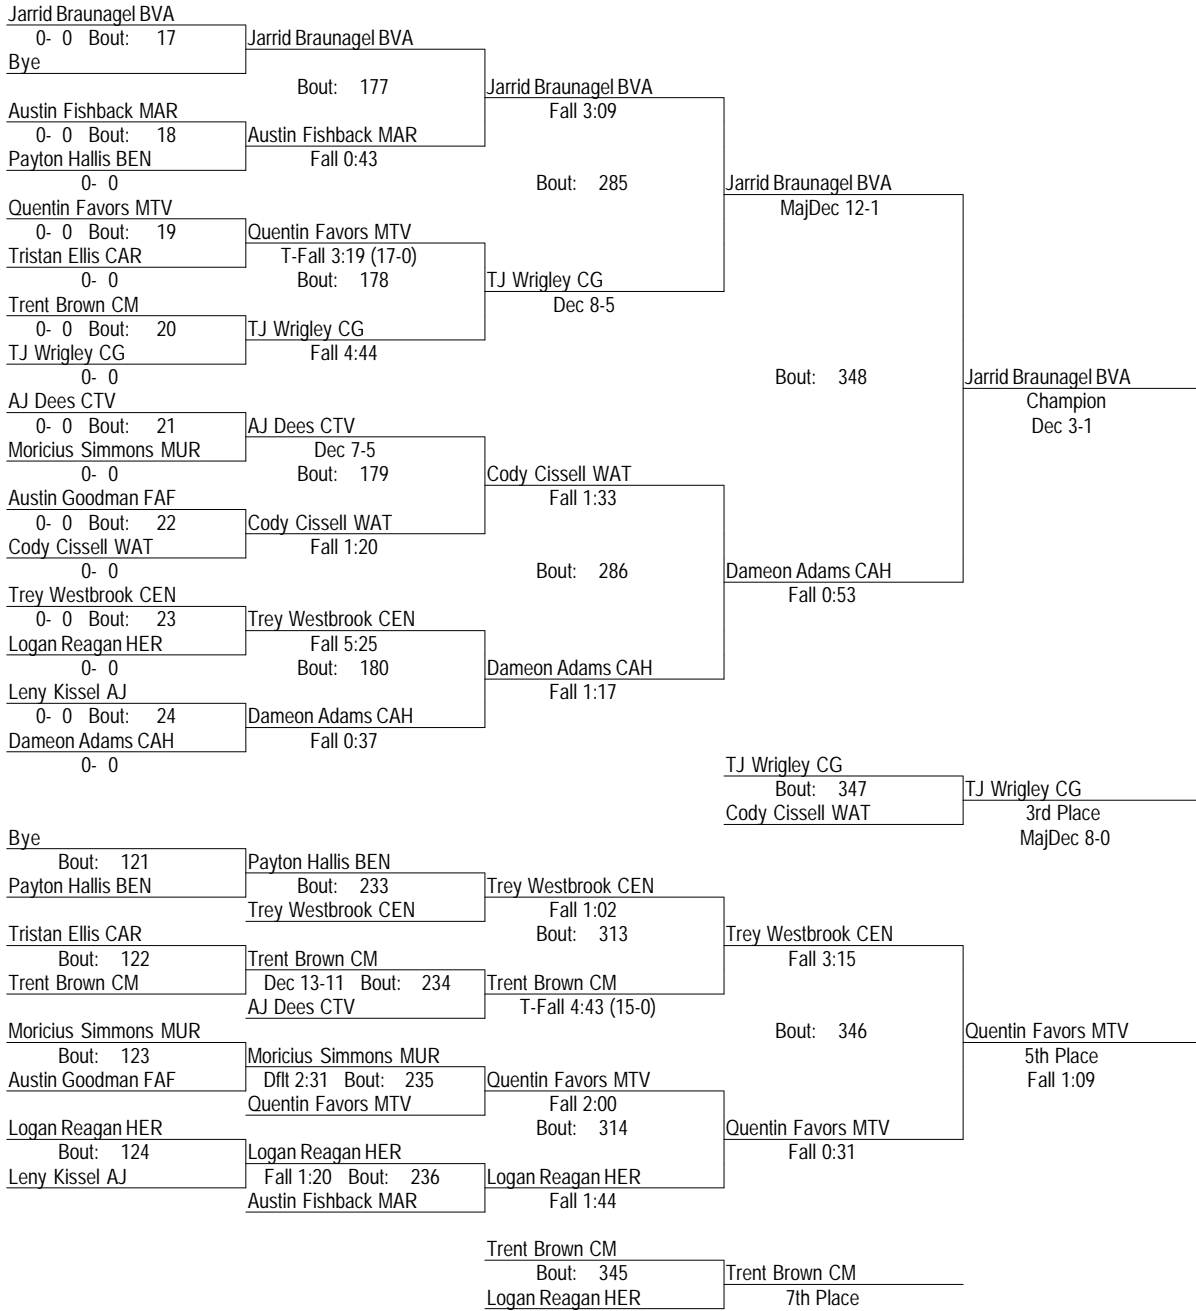 Jarrid Braunagel BVA
0- 0 Bout: 17
Jarrid Braunagel BVA
Bye
Bout: 177
Jarrid Braunagel BVA
Austin Fishback MAR
Fall 3:09
0- 0 Bout: 18
Austin Fishback MAR
Payton Hallis BEN
Fall 0:43
0- 0
Bout: 285
Jarrid Braunagel BVA
Quentin Favors MTV
MajDec 12-1
0- 0 Bout: 19
Quentin Favors MTV
Tristan Ellis CAR
T-Fall 3:19 (17-0)
0- 0
Bout: 178
TJ Wrigley CG
Trent Brown CM
Dec 8-5
0- 0 Bout: 20
TJ Wrigley CG
TJ Wrigley CG
Fall 4:44
0- 0
Bout: 348
Jarrid Braunagel BVA
AJ Dees CTV
Champion
0- 0 Bout: 21
AJ Dees CTV
Dec 3-1
Moricius Simmons MUR
Dec 7-5
0- 0
Bout: 179
Cody Cissell WAT
Austin Goodman FAF
Fall 1:33
0- 0 Bout: 22
Cody Cissell WAT
Cody Cissell WAT
Fall 1:20
0- 0
Bout: 286
Dameon Adams CAH
Trey Westbrook CEN
Fall 0:53
0- 0 Bout: 23
Trey Westbrook CEN
Logan Reagan HER
Fall 5:25
0- 0
Bout: 180
Dameon Adams CAH
Leny Kissel AJ
Fall 1:17
0- 0 Bout: 24
Dameon Adams CAH
Dameon Adams CAH
Fall 0:37
0- 0
TJ Wrigley CG
Bout: 347
TJ Wrigley CG
Cody Cissell WAT
3rd Place
MajDec 8-0
Bye
Bout: 121
Payton Hallis BEN
Payton Hallis BEN
Bout: 233
Trey Westbrook CEN
Trey Westbrook CEN
Fall 1:02
Bout: 313
Trey Westbrook CEN
Tristan Ellis CAR
Fall 3:15
Bout: 122
Trent Brown CM
Trent Brown CM
Dec 13-11 Bout: 234
Trent Brown CM
AJ Dees CTV
T-Fall 4:43 (15-0)
Moricius Simmons MUR
Bout: 346
Quentin Favors MTV
Bout: 123
Moricius Simmons MUR
5th Place
Austin Goodman FAF
Dflt 2:31 Bout: 235
Quentin Favors MTV
Fall 1:09
Quentin Favors MTV
Fall 2:00
Logan Reagan HER
Bout: 314
Quentin Favors MTV
Bout: 124
Logan Reagan HER
Fall 0:31
Leny Kissel AJ
Fall 1:20 Bout: 236
Logan Reagan HER
Austin Fishback MAR
Fall 1:44
Trent Brown CM
Bout: 345
Trent Brown CM
Logan Reagan HER
7th Place